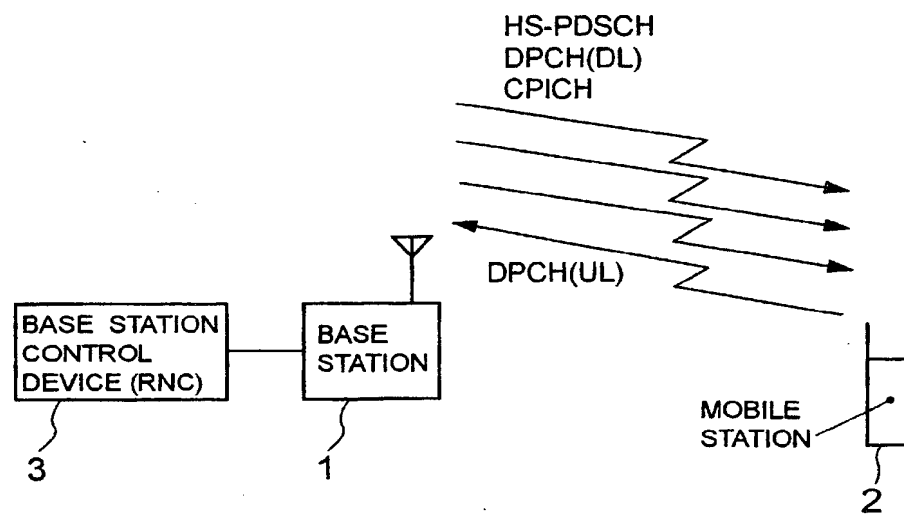 HS-PDSCH
DPCH(DL)
CPICH
DPCH(UL)
BASE STATION
CONTROL
DEVICE (RNC)
BASE
STATION
MOBILE
STATION
3
1
2